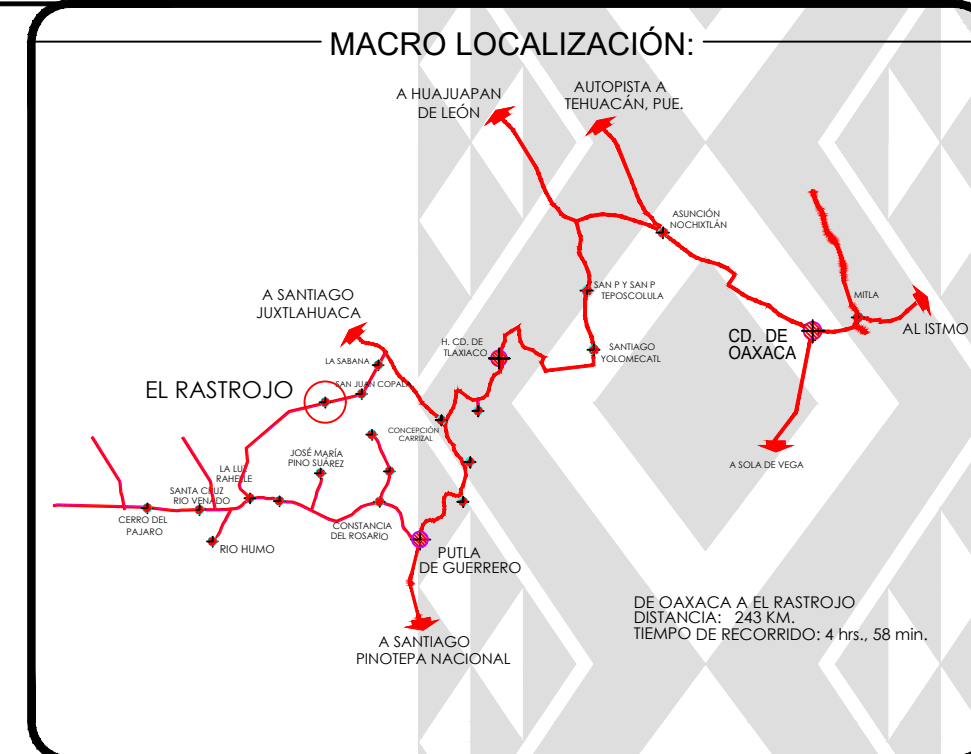 MACRO LOCALIZACIÓN:
A HUAJUAPAN
DE LEÓN
AUTOPISTA A
TEHUACÁN, PUE.
ASUNCIÓN
NOCHIXTLÁN
SAN P Y SAN P
TEPOSCOLULA
MITLA
A SANTIAGO
JUXTLAHUACA
AL ISTMO
CD. DE
OAXACA
H. CD. DE
TLAXIACO
SANTIAGO
YOLOMECATL
LA SABANA
SAN JUAN COPALA
EL RASTROJO
CONCEPCIÓN
CARRIZAL
JOSÉ MARÍA
PINO SUÁREZ
A SOLA DE VEGA
LA LUZ
RAHELLE
SANTA CRUZ
RIO VENADO
CERRO DEL
PAJARO
RIO HUMO
CONSTANCIA
DEL ROSARIO
PUTLA
DE GUERRERO
DE OAXACA A EL RASTROJO
DISTANCIA: 243 KM.
TIEMPO DE RECORRIDO: 4 hrs., 58 min.
A SANTIAGO
PINOTEPA NACIONAL